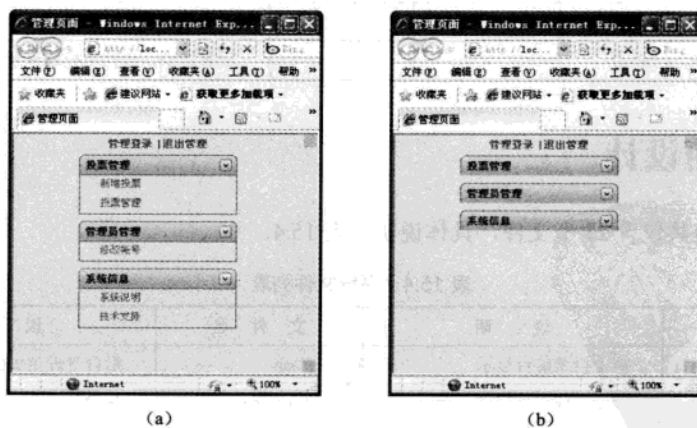 管理页面 - Windows Internet Exp...
http://loc...
Bing
文件(F) 编辑(E) 查看(V) 收藏夹(A) 工具(T) 帮助 »
收藏夹 建议网站 获取更多加载项
管理页面 »
管理登录 |退出管理
投票管理
新增投票
投票管理
管理员管理
修改账号
系统信息
系统说明
技术支持
Internet 100%
(a)
管理页面 - Windows Internet Exp...
http://loc...
文件(F) 编辑(E) 查看(V) 收藏夹(A) 工具(T) 帮助 »
收藏夹 建议网站 获取更多加载项
管理页面 »
管理登录 |退出管理
投票管理
管理员管理
系统信息
Internet 100%
(b)